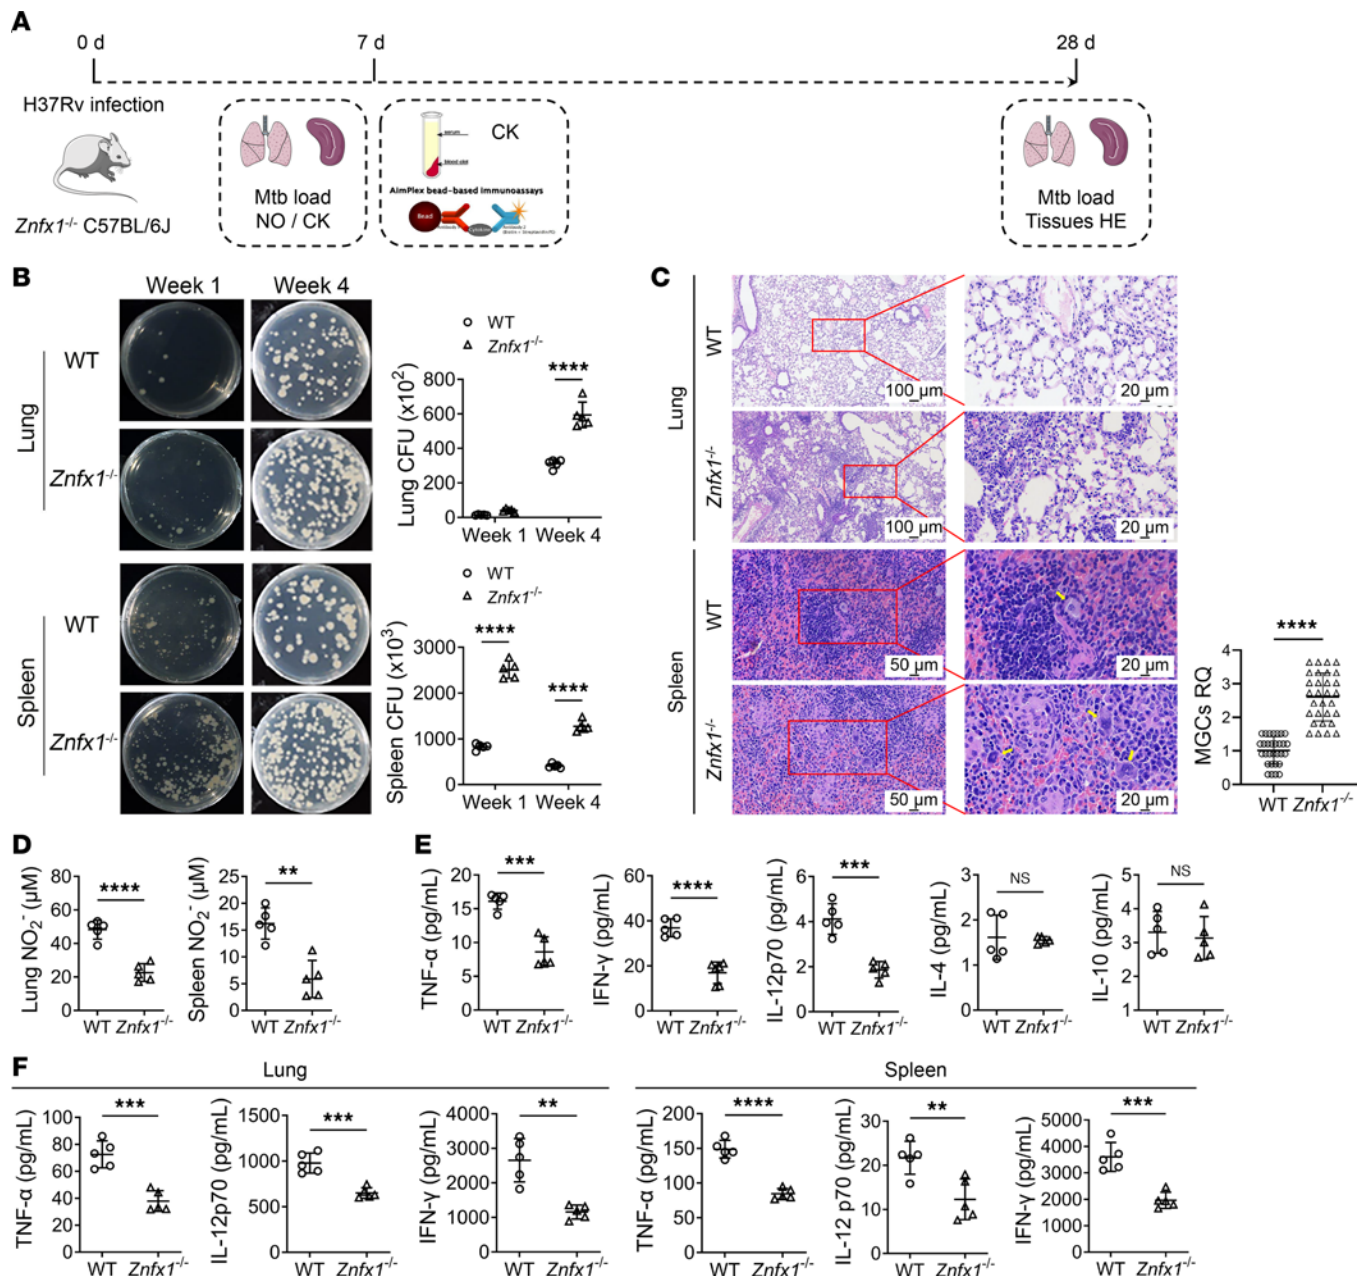 A
0 d 7 d 28 d
H37Rv infection
Znfx1-/- C57BL/6J
Mtb load
NO / CK
serum
blood clot
CK
AimPlex bead-based immunoassays
Bead
Cytokine
Mtb load
Tissues HE
B
Week 1 Week 4
Lung
WT
Znfx1-/-
Spleen
WT
Znfx1-/-
WT
Znfx1-/-
****
Lung CFU (x10²)
800
600
400
200
0
Week 1 Week 4
WT
Znfx1-/-
****
****
Spleen CFU (x10³)
3000
2000
1000
0
Week 1 Week 4
C
Lung
WT
100 µm
20 µm
Znfx1-/-
100 µm
20 µm
Spleen
WT
50 µm
20 µm
Znfx1-/-
50 µm
20 µm
****
MGCs RQ
4
3
2
1
0
WT Znfx1-/-
D
Lung NO₂⁻ (µM)
80
60
40
20
0
****
WT Znfx1-/-
Spleen NO₂⁻ (µM)
25
20
15
10
5
0
**
WT Znfx1-/-
E
TNF-α (pg/mL)
20
15
10
5
0
***
WT Znfx1-/-
IFN-γ (pg/mL)
60
40
20
0
****
WT Znfx1-/-
IL-12p70 (pg/mL)
6
4
2
0
***
WT Znfx1-/-
IL-4 (pg/mL)
3
2
1
0
NS
WT Znfx1-/-
IL-10 (pg/mL)
5
4
3
2
1
NS
WT Znfx1-/-
F
Lung
TNF-α (pg/mL)
100
80
60
40
20
0
***
WT Znfx1-/-
IL-12p70 (pg/mL)
1500
1000
500
0
***
WT Znfx1-/-
IFN-γ (pg/mL)
4000
3000
2000
1000
0
**
WT Znfx1-/-
Spleen
TNF-α (pg/mL)
200
150
100
50
0
****
WT Znfx1-/-
IL-12 p70 (pg/mL)
30
20
10
0
**
WT Znfx1-/-
IFN-γ (pg/mL)
5000
4000
3000
2000
1000
0
***
WT Znfx1-/-